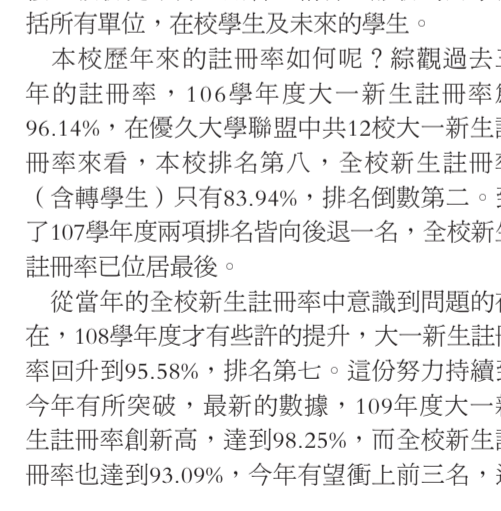 括所有單位，在校學生及未來的學生。
本校歷年來的註冊率如何呢？綜觀過去
年的註冊率，106學年度大一新生註冊率
96.14%，在優久大學聯盟中共12校大一新生
冊率來看，本校排名第八，全校新生註冊
（含轉學生）只有83.94%，排名倒數第二。
了107學年度兩項排名皆向後退一名，全校新
註冊率已位居最後。
從當年的全校新生註冊率中意識到問題的
在，108學年度才有些許的提升，大一新生註
率回升到95.58%，排名第七。這份努力持續
今年有所突破，最新的數據，109年度大一
生註冊率創新高，達到98.25%，而全校新生
冊率也達到93.09%，今年有望衝上前三名，